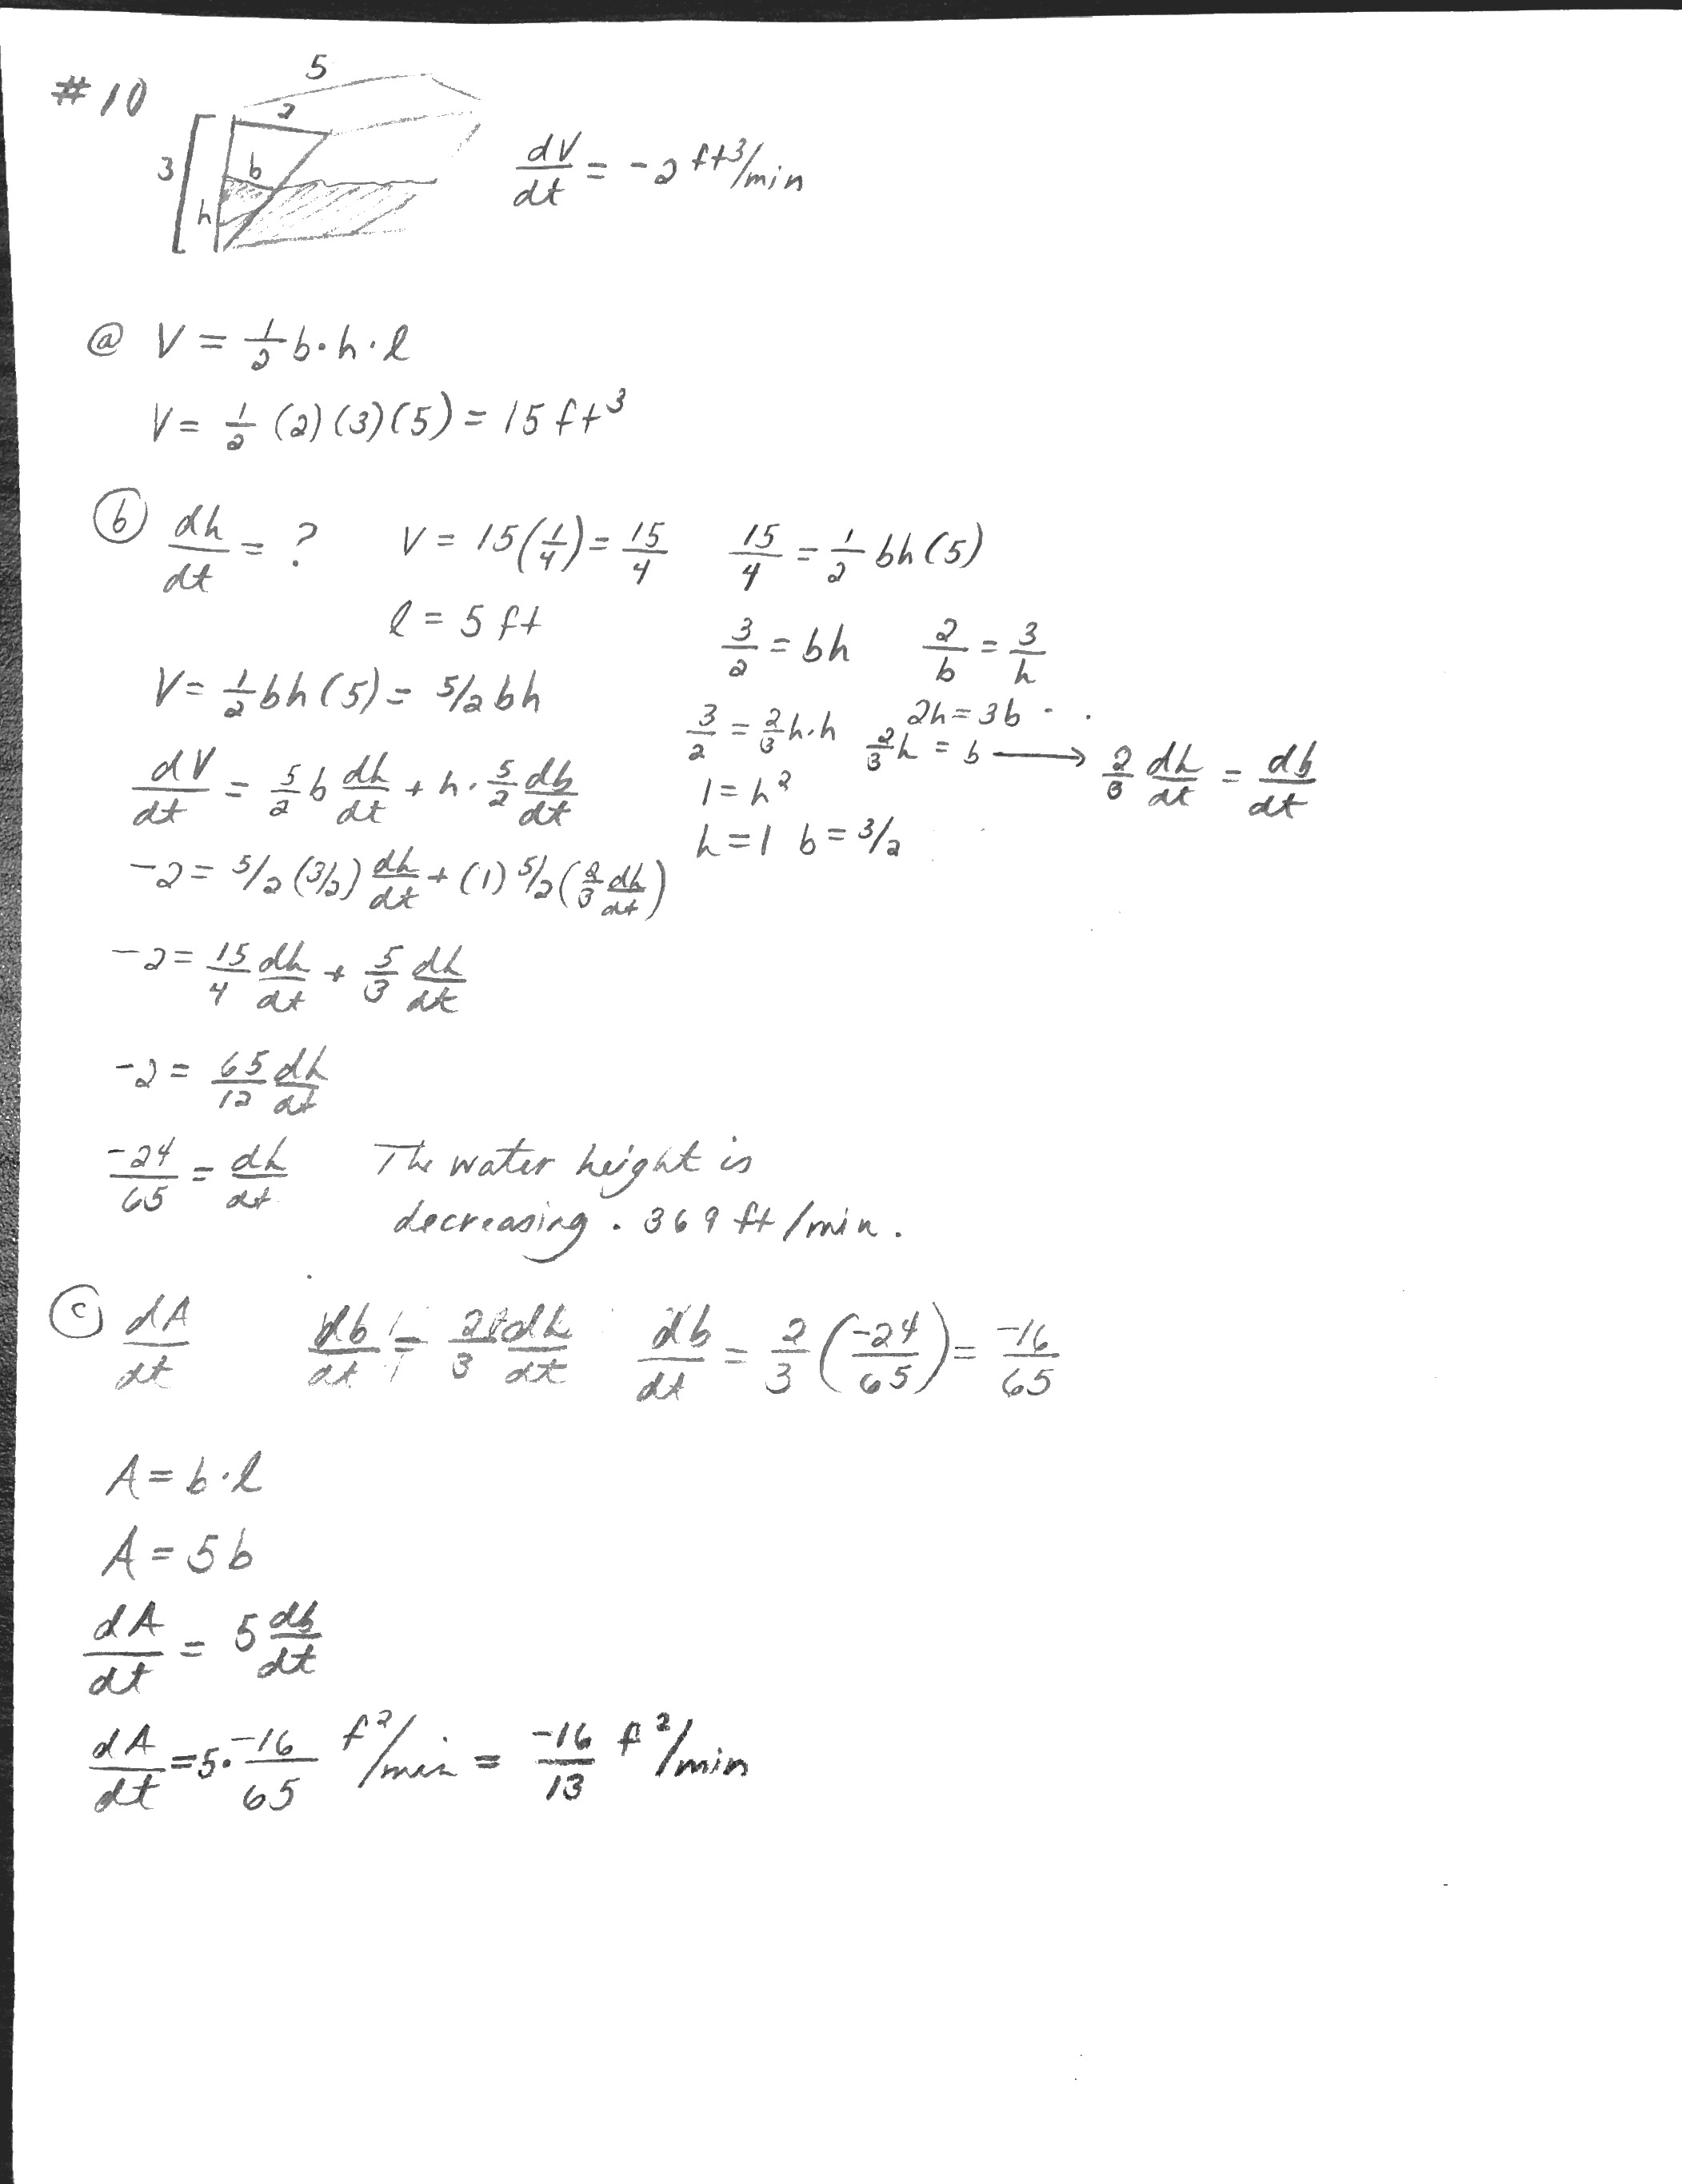 #10
5
2
3
b
h
dV/dt = -2 ft³/min
ⓐ V = 1/2 b·h·l
V = 1/2 (2)(3)(5) = 15 ft³
ⓑ dh/dt = ? V = 15(1/4) = 15/4 15/4 = 1/2 bh(5)
l = 5 ft
3/2 = bh 2/b = 3/h
V = 1/2 bh(5) = 5/2 bh
3/2 = 2/3 h·h 2h = 3b
2/3 h = b → 2/3 dh/dt = db/dt
dV/dt = 5/2 b dh/dt + h · 5/2 db/dt
1 = h²
h = 1 b = 3/2
-2 = 5/2 (3/2) dh/dt + (1) 5/2 (2/3 dh/dt)
-2 = 15/4 dh/dt + 5/3 dh/dt
-2 = 65/12 dh/dt
-24/65 = dh/dt The water height is
decreasing .369 ft/min.
ⓒ dA/dt db/dt = 2/3 dh/dt db/dt = 2/3 (-24/65) = -16/65
A = b·l
A = 5b
dA/dt = 5 db/dt
dA/dt = 5·-16/65 f²/min = -16/13 f²/min